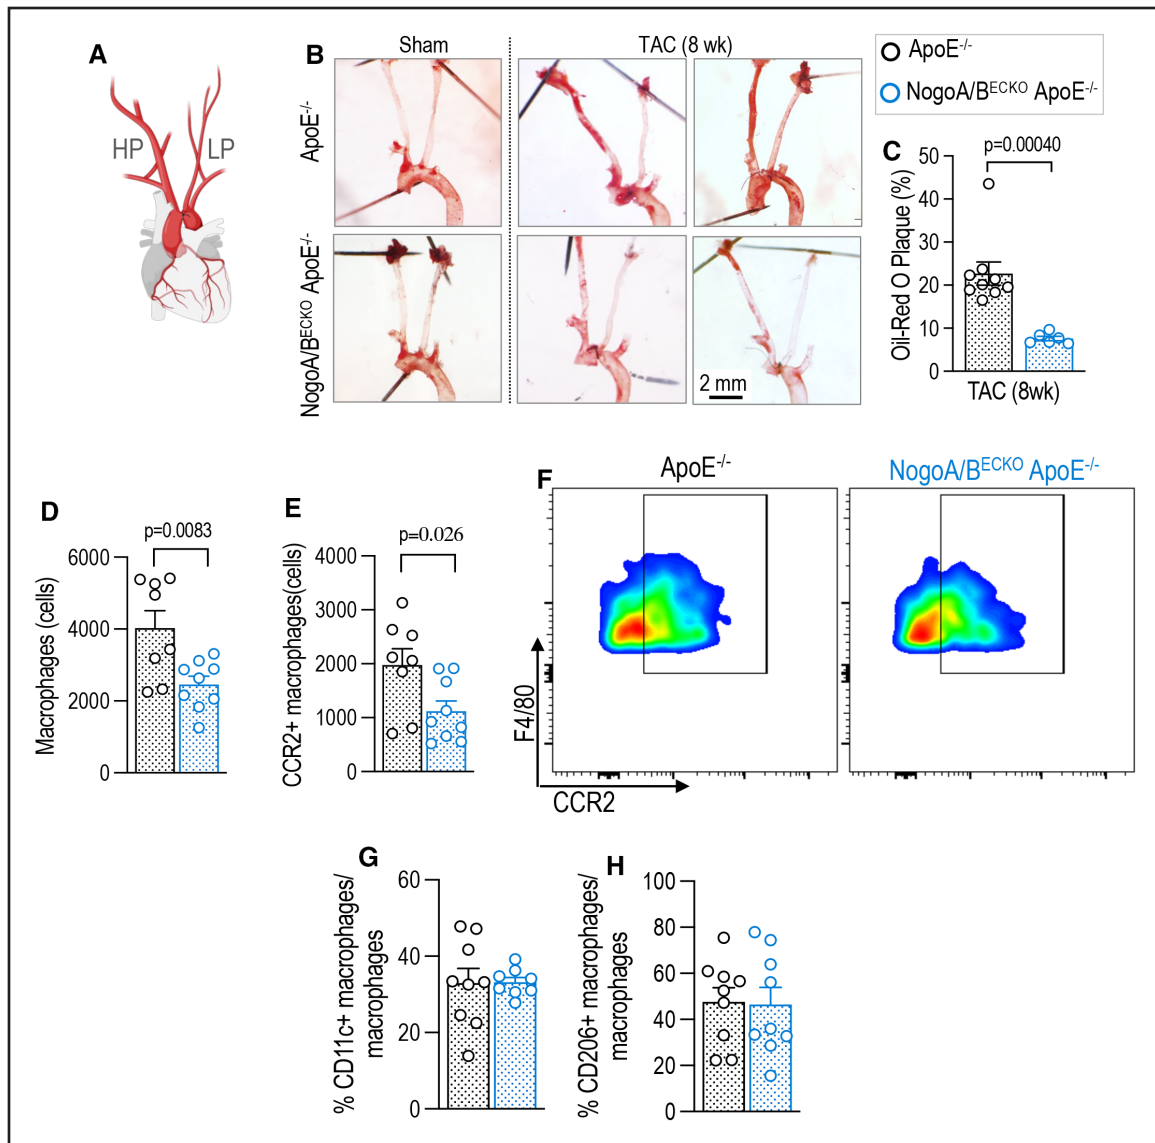 A
HP
LP
B
Sham
TAC (8 wk)
ApoE-/-
NogoA/BECKO ApoE-/-
2 mm
ApoE-/-
NogoA/BECKO ApoE-/-
C
p=0.00040
Oil-Red O Plaque (%)
50
40
30
20
10
0
TAC (8wk)
D
p=0.0083
Macrophages (cells)
6000
4000
2000
0
E
p=0.026
CCR2+ macrophages(cells)
4000
3000
2000
1000
0
F
ApoE-/-
NogoA/BECKO ApoE-/-
F4/80
CCR2
G
% CD11c+ macrophages/
macrophages
60
40
20
0
H
% CD206+ macrophages/
macrophages
100
80
60
40
20
0